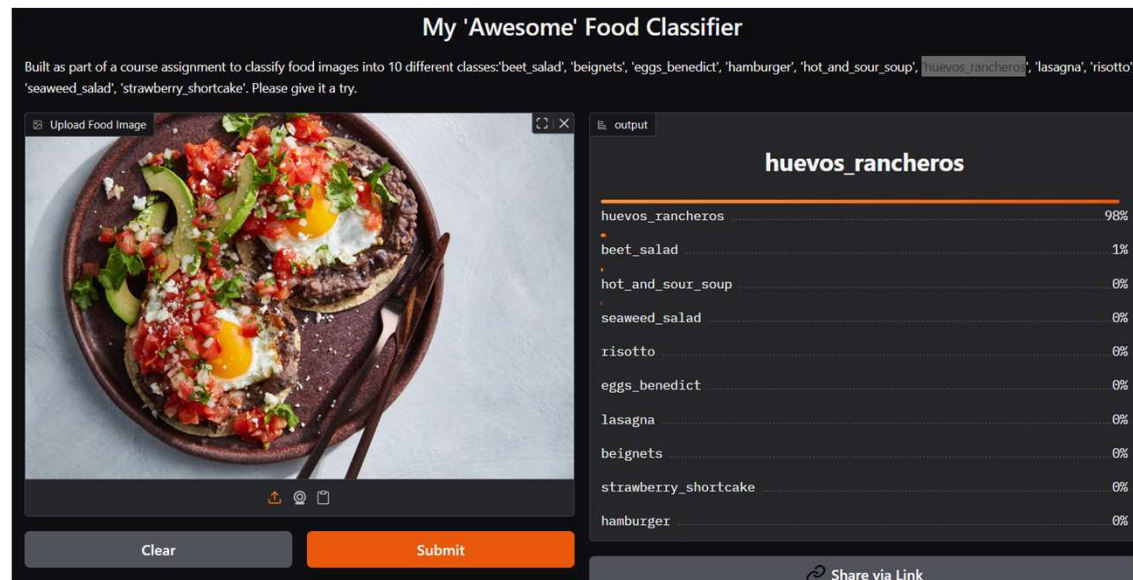 My 'Awesome' Food Classifier
Built as part of a course assignment to classify food images into 10 different classes:'beet_salad', 'beignets', 'eggs_benedict', 'hamburger', 'hot_and_sour_soup', 'huevos_rancheros', 'lasagna', 'risotto'
'seaweed_salad', 'strawberry_shortcake'. Please give it a try.
Upload Food Image
output
huevos_rancheros
huevos_rancheros 98%
beet_salad 1%
hot_and_sour_soup 0%
seaweed_salad 0%
risotto 0%
eggs_benedict 0%
lasagna 0%
beignets 0%
strawberry_shortcake 0%
hamburger 0%
Clear
Submit
Share via Link